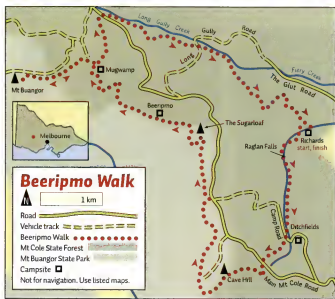 Long Gully Creek
Long Gully Road
Fiery Creek
The Glut Road
Mt Buangor
Mugwamp
Beeripmo
The Sugarloaf
Richards
start, finish
Raglan Falls
Melbourne
Ditchfields
Camp Road
Cave Hill
Main Mt Cole Road
Beeripmo Walk
N
1 km
Road
Vehicle track
Beeripmo Walk
Mt Cole State Forest
Mt Buangor State Park
Campsite
Not for navigation. Use listed maps.